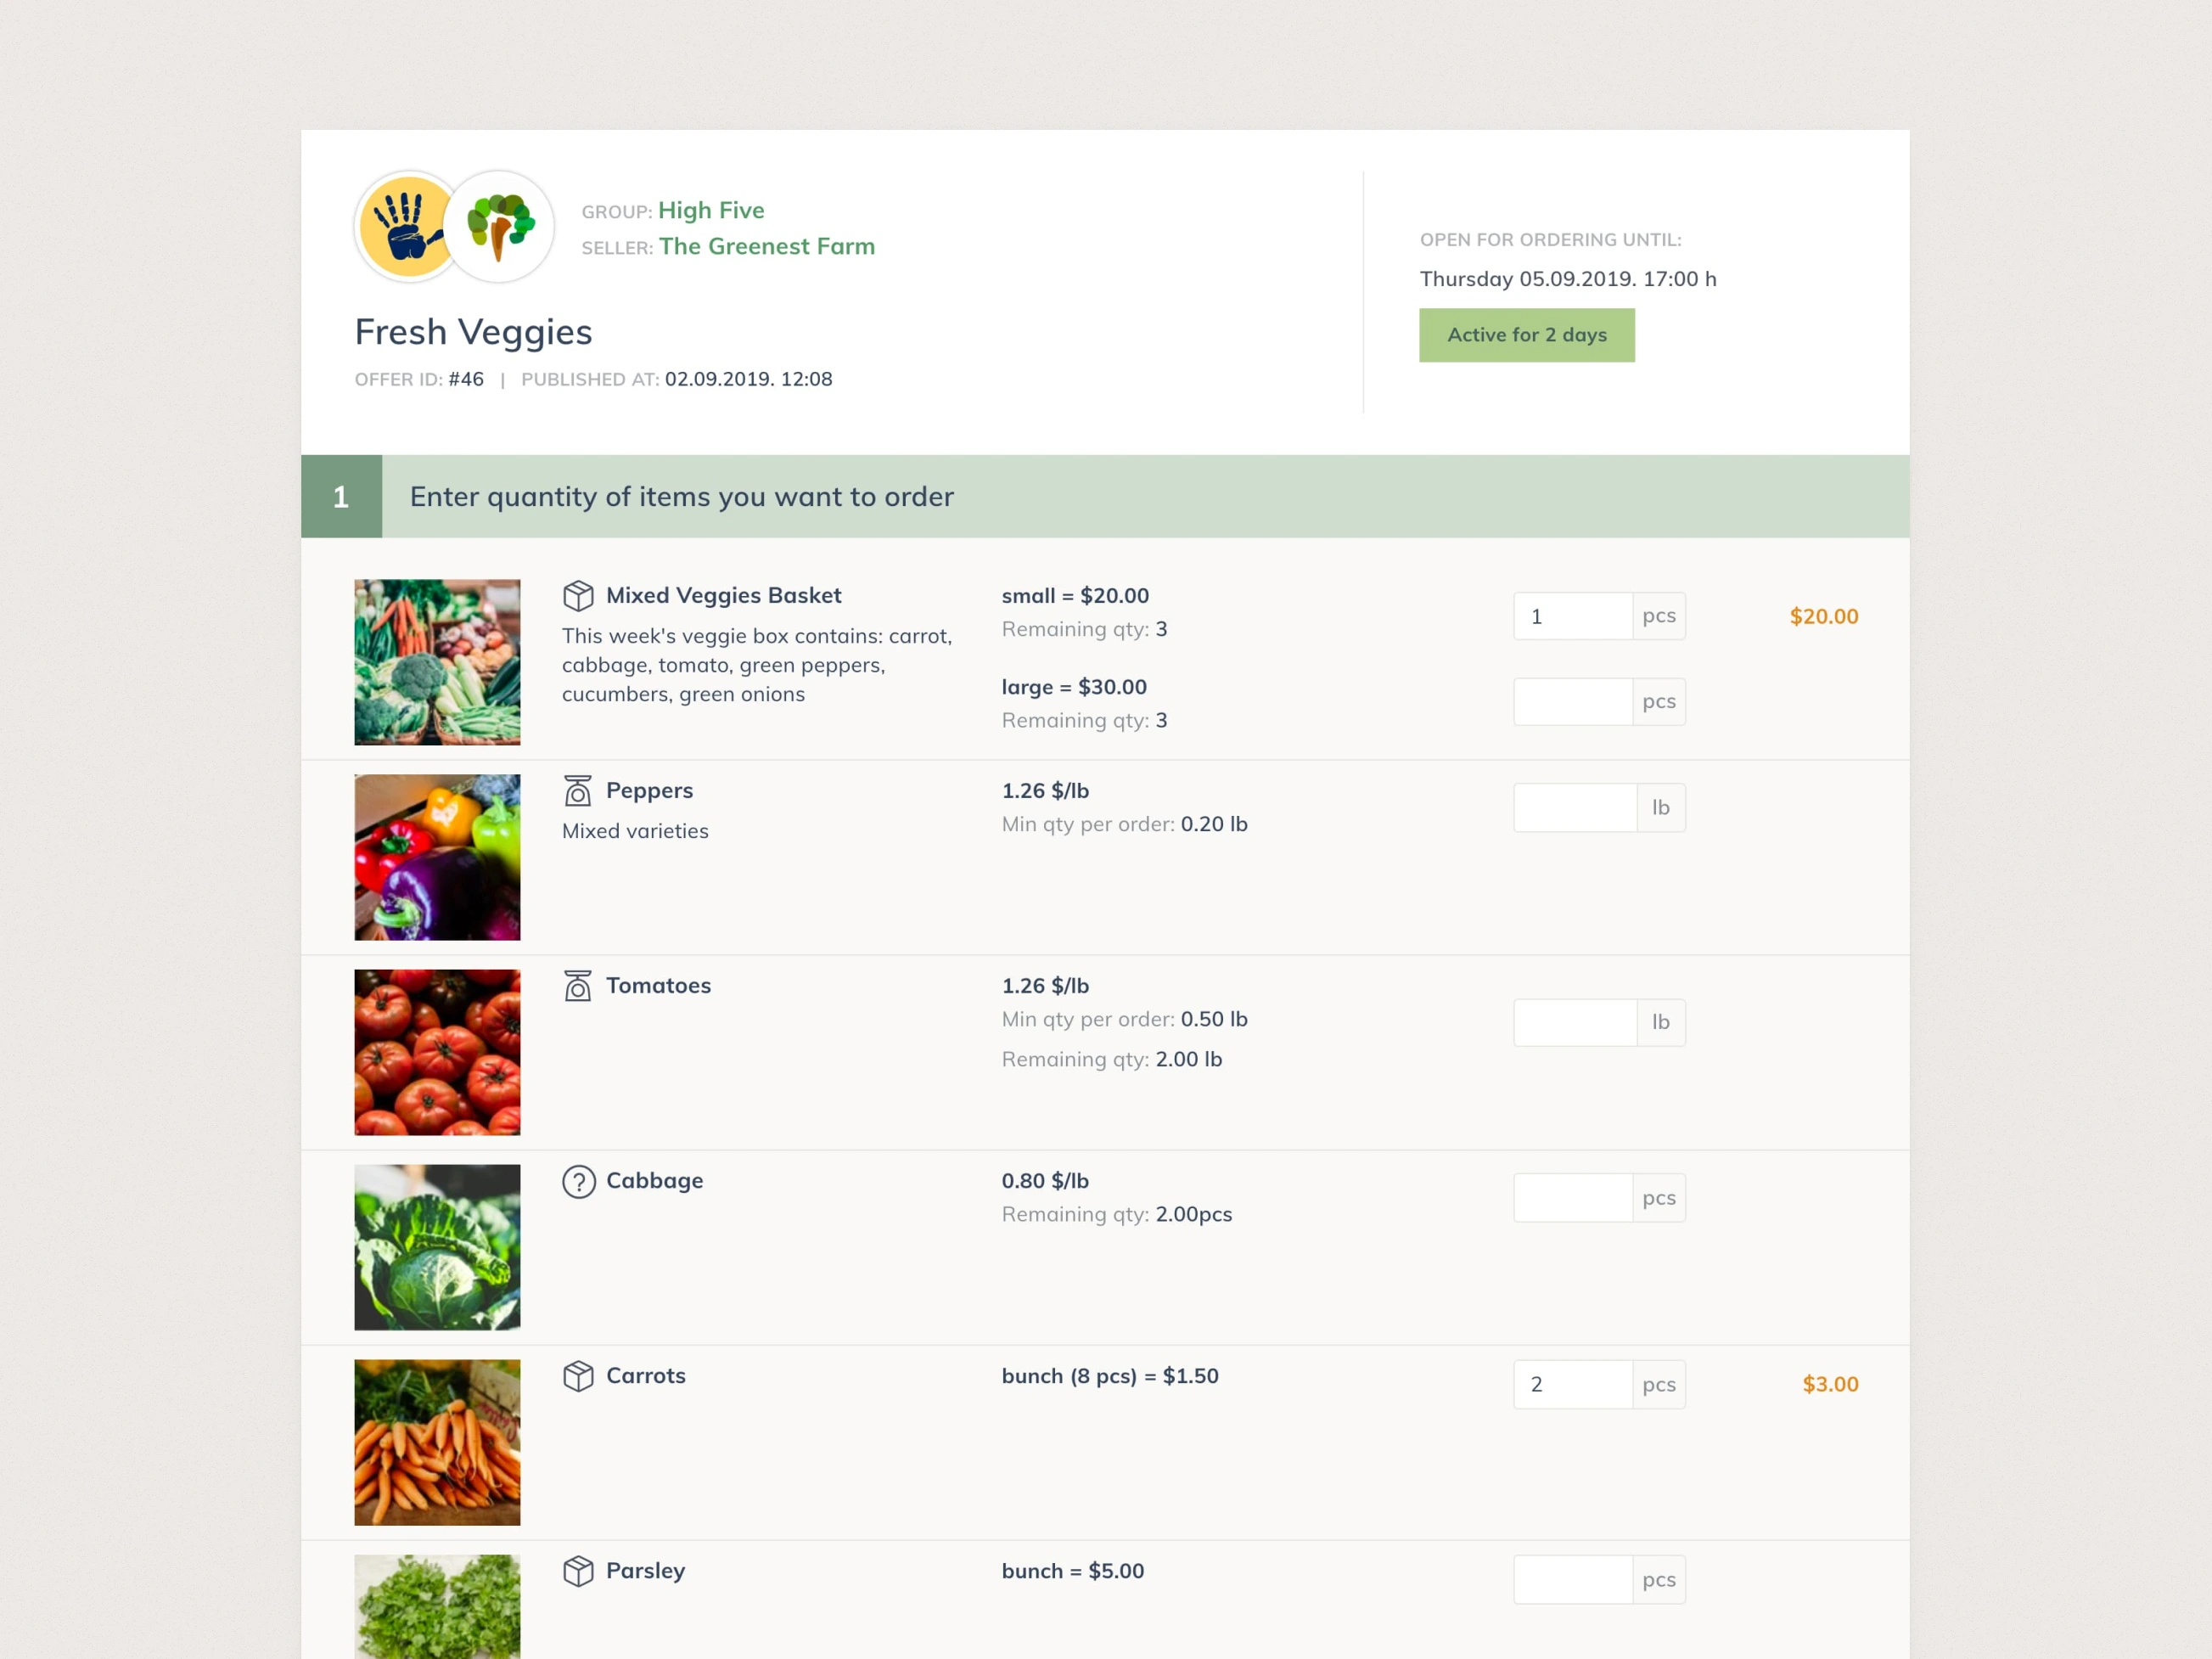 GROUP: High Five
SELLER: The Greenest Farm
Fresh Veggies
OFFER ID: #46 | PUBLISHED AT: 02.09.2019. 12:08
OPEN FOR ORDERING UNTIL:
Thursday 05.09.2019. 17:00 h
Active for 2 days
1 Enter quantity of items you want to order
Mixed Veggies Basket
This week's veggie box contains: carrot,
cabbage, tomato, green peppers,
cucumbers, green onions
small = $20.00
Remaining qty: 3
1 pcs
$20.00
large = $30.00
Remaining qty: 3
pcs
Peppers
Mixed varieties
1.26 $/lb
Min qty per order: 0.20 lb
lb
Tomatoes
1.26 $/lb
Min qty per order: 0.50 lb
Remaining qty: 2.00 lb
lb
Cabbage
0.80 $/lb
Remaining qty: 2.00pcs
pcs
Carrots
bunch (8 pcs) = $1.50
2 pcs
$3.00
Parsley
bunch = $5.00
pcs